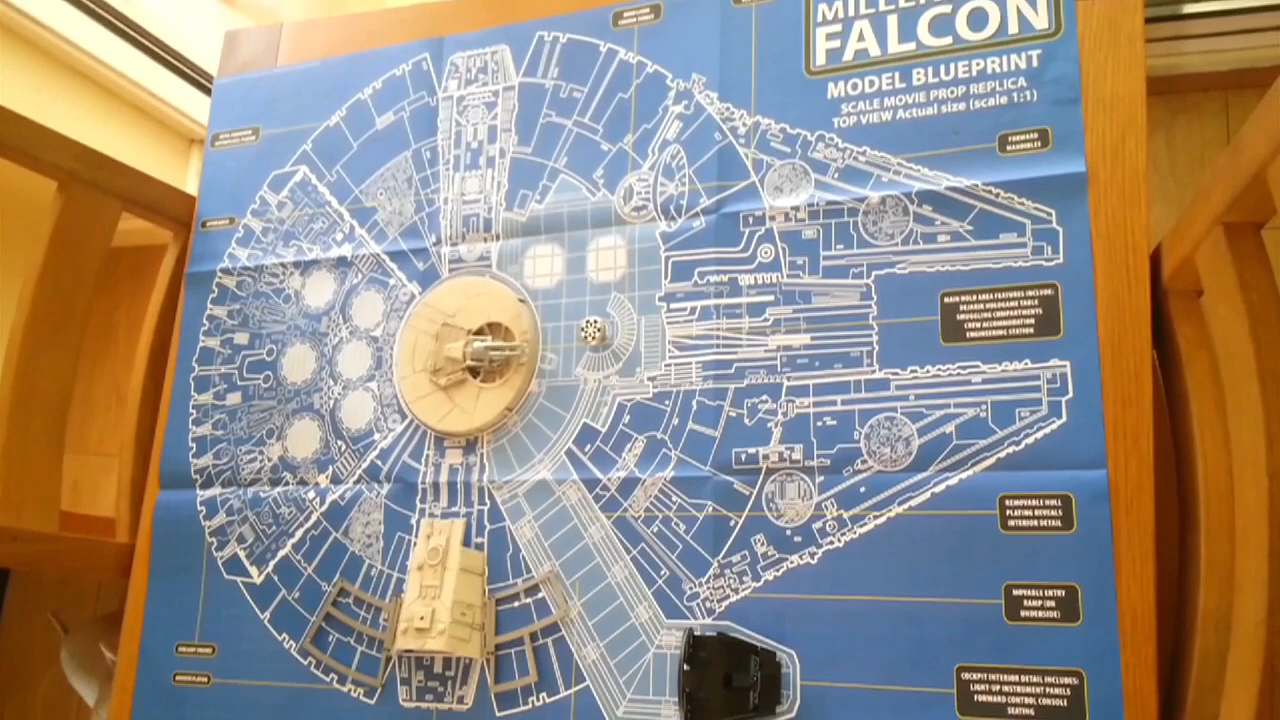 FALCON
MODEL BLUEPRINT
SCALE MOVIE PROP REPLICA
TOP VIEW Actual size (scale 1:1)
FORWARD
MANDIBLES
MAIN HOLD AREA FEATURES INCLUDE:
DEJARIK HOLOGAME TABLE
SMUGGLING COMPARTMENTS
CREW ACCOMMODATION
ENGINEERING STATION
REMOVABLE HULL
PLATING REVEALS
INTERIOR DETAIL
MOVABLE ENTRY
RAMP (ON
UNDERSIDE)
COCKPIT INTERIOR DETAIL INCLUDES:
LIGHT-UP INSTRUMENT PANELS
FORWARD CONTROL CONSOLE
SEATING